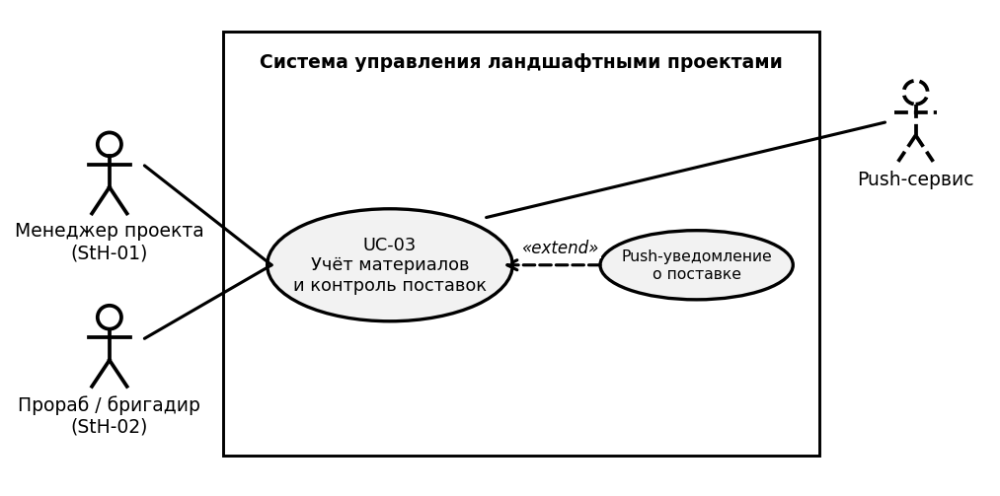 Система управления ландшафтными проектами
Менеджер проекта
(StH-01)
Прораб / бригадир
(StH-02)
UC-03
Учёт материалов
и контроль поставок
«extend»
Push-уведомление
о поставке
Push-сервис